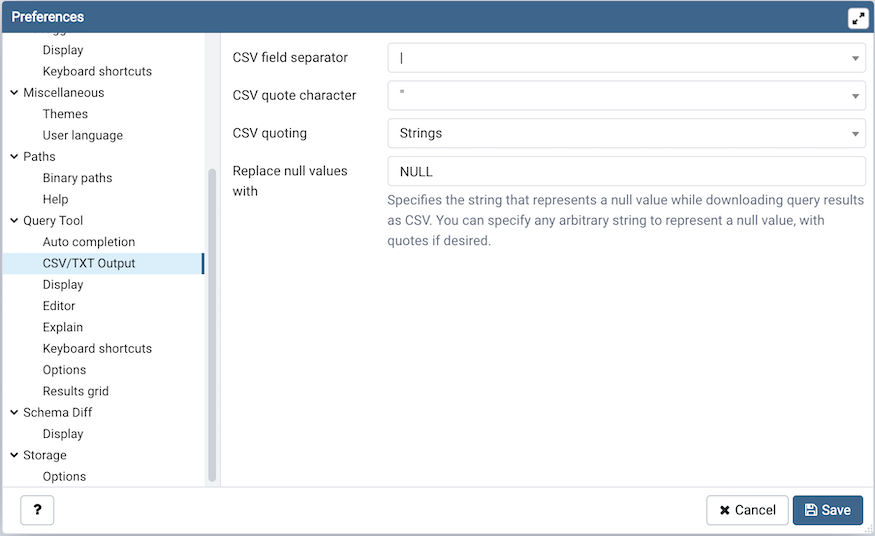 Preferences
Display
Keyboard shortcuts
Miscellaneous
Themes
User language
Paths
Binary paths
Help
Query Tool
Auto completion
CSV/TXT Output
Display
Editor
Explain
Keyboard shortcuts
Options
Results grid
Schema Diff
Display
Storage
Options
CSV field separator
|
CSV quote character
"
CSV quoting
Strings
Replace null values
with
NULL
Specifies the string that represents a null value while downloading query results
as CSV. You can specify any arbitrary string to represent a null value, with
quotes if desired.
?
Cancel
Save